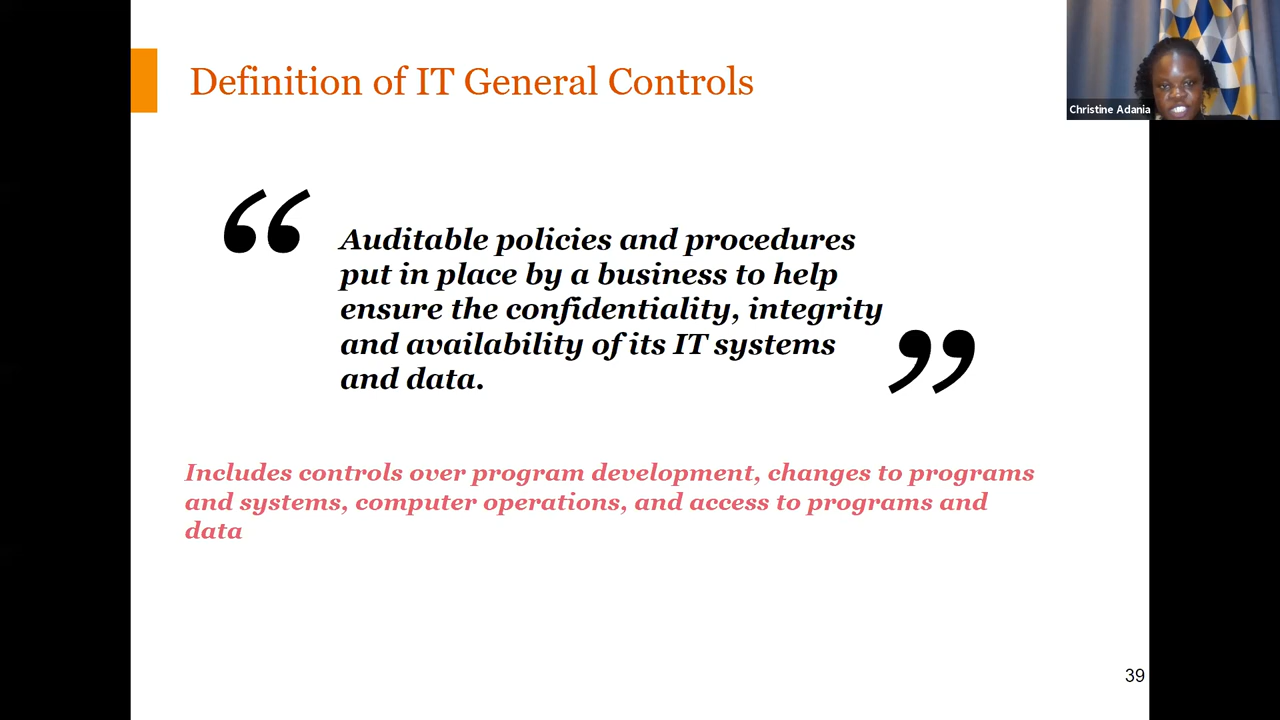 Definition of IT General Controls
Christine Adania
“ Auditable policies and procedures
put in place by a business to help
ensure the confidentiality, integrity
and availability of its IT systems
and data. ”
Includes controls over program development, changes to programs
and systems, computer operations, and access to programs and
data
39